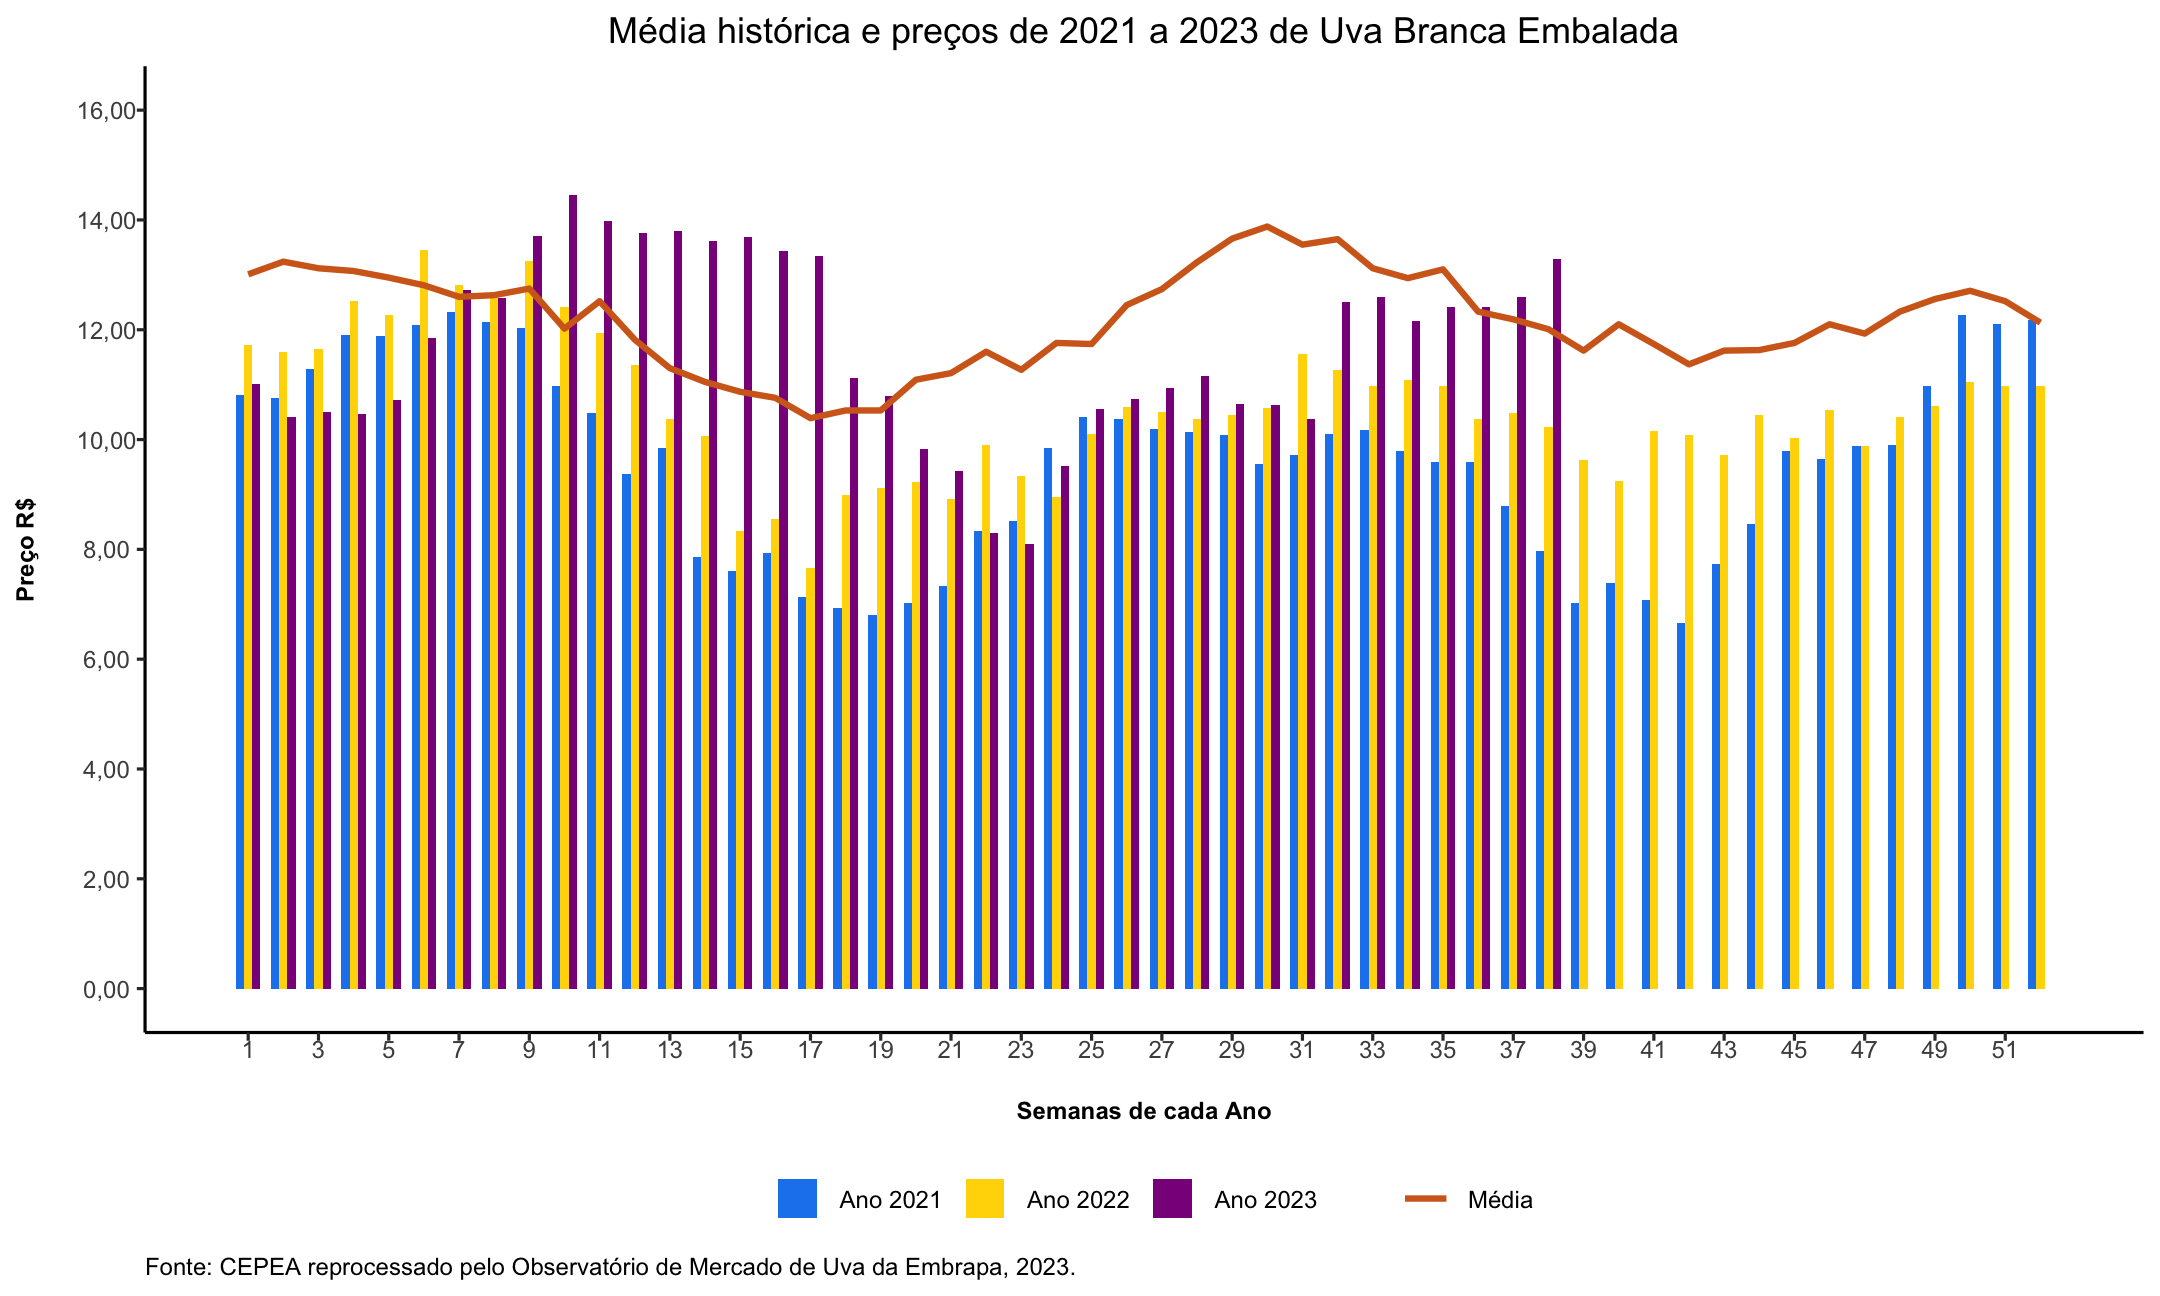 Média histórica e preços de 2021 a 2023 de Uva Branca Embalada
16,00
14,00
12,00
10,00
8,00
6,00
4,00
2,00
0,00
Preço R$
1 3 5 7 9 11 13 15 17 19 21 23 25 27 29 31 33 35 37 39 41 43 45 47 49 51
Semanas de cada Ano
Ano 2021 Ano 2022 Ano 2023 Média
Fonte: CEPEA reprocessado pelo Observatório de Mercado de Uva da Embrapa, 2023.